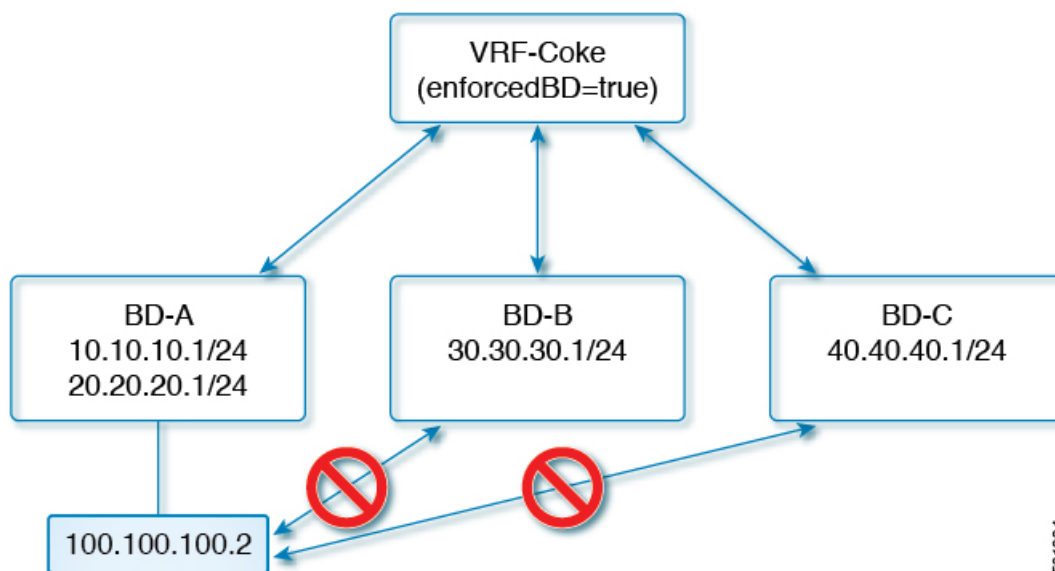 VRF-Coke
(enforcedBD=true)
BD-A
10.10.10.1/24
20.20.20.1/24
BD-B
30.30.30.1/24
BD-C
40.40.40.1/24
100.100.100.2